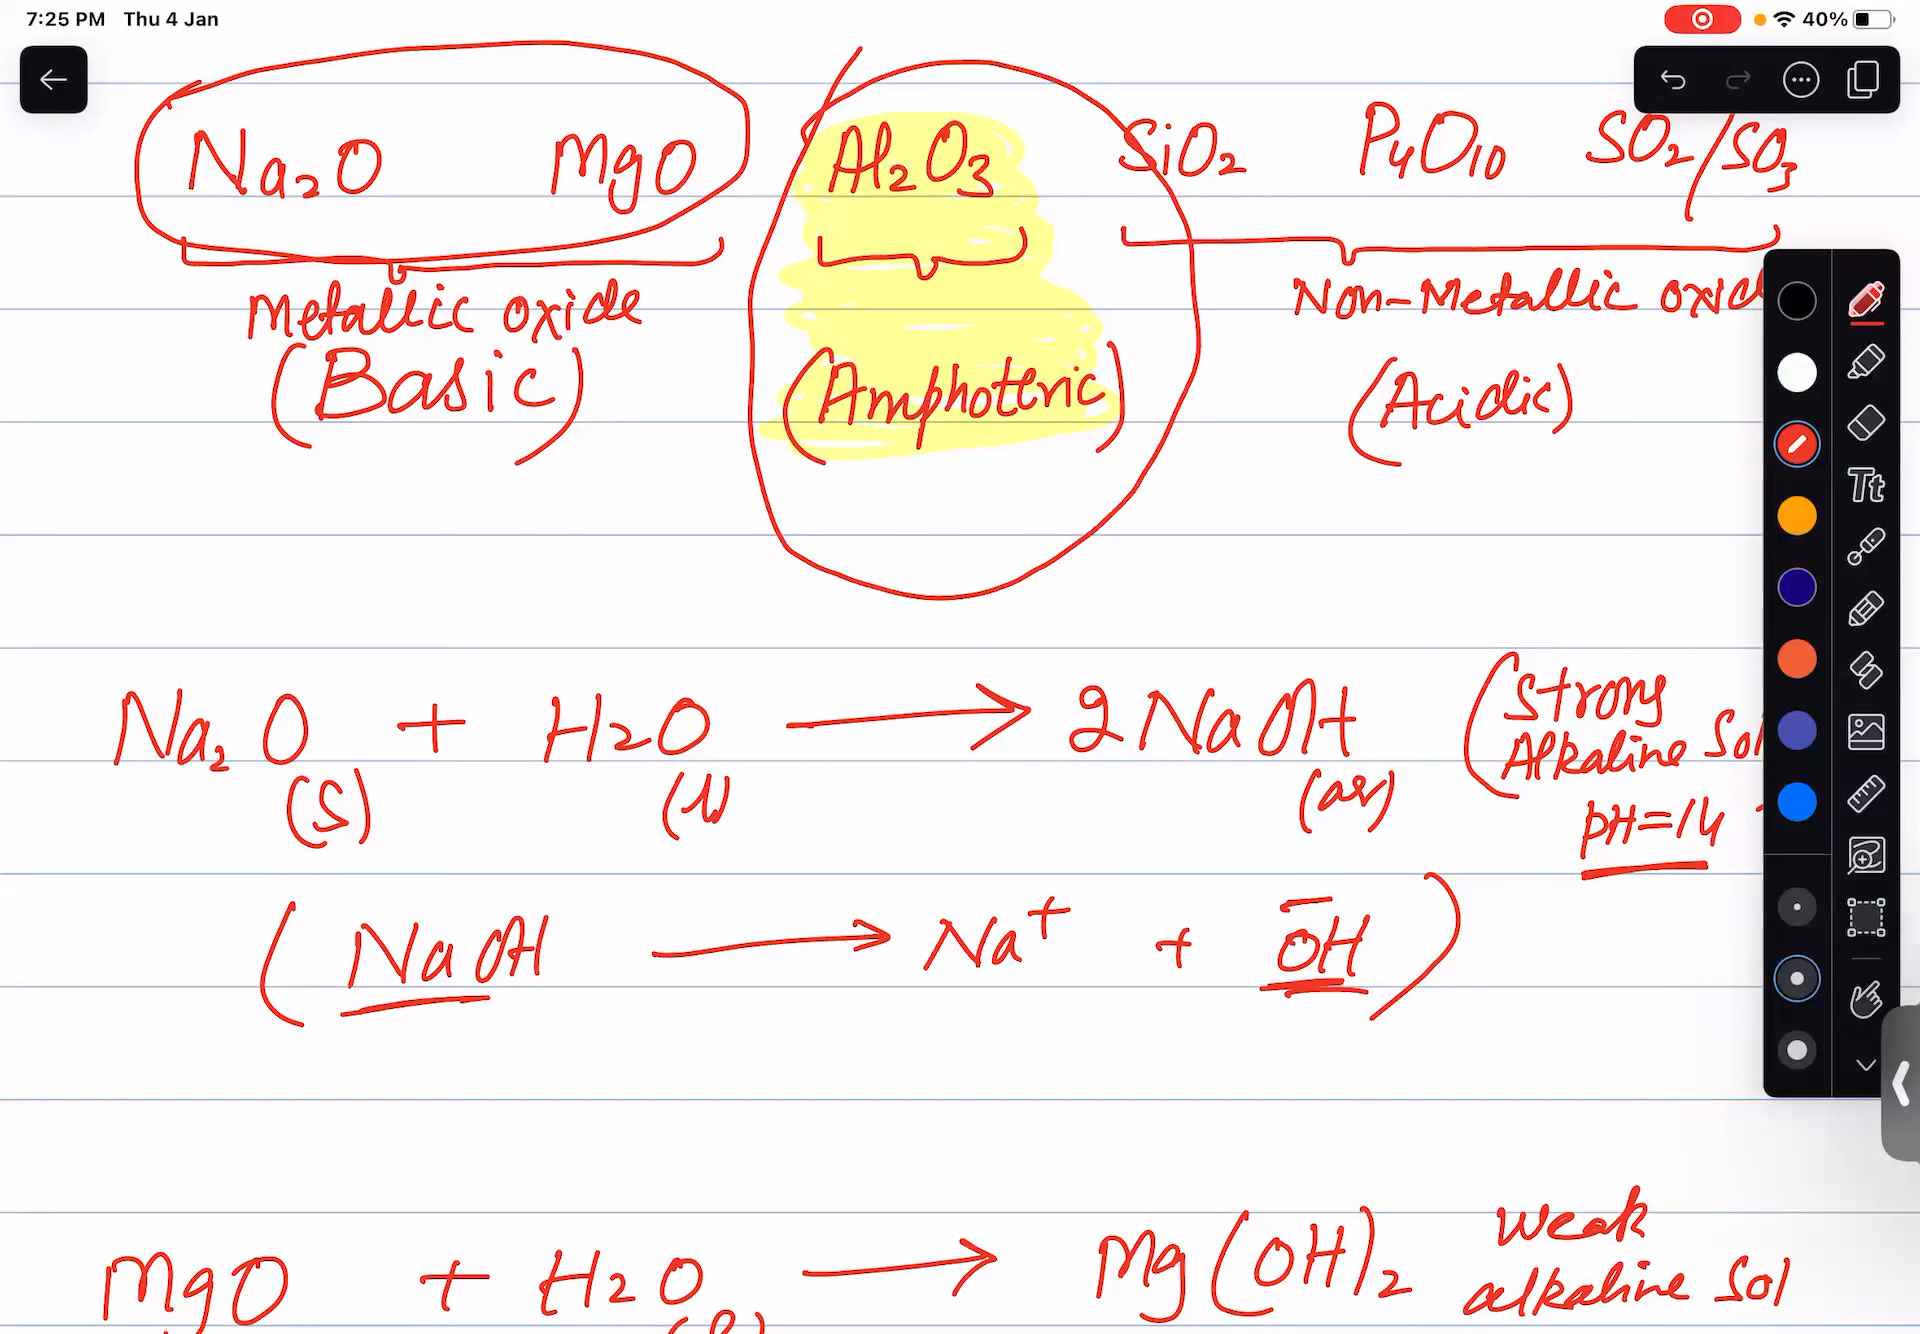 7:25 PM Thu 4 Jan 40%
Na₂O MgO Al₂O₃ SiO₂ P₄O₁₀ SO₂/SO₃
Metallic oxide Non-Metallic oxid
(Basic) (Amphoteric) (Acidic)
Na₂O + H₂O → 2NaOH (Strong
(s) (l) (aq) Alkaline Sol
pH=14
(NaOH → Na⁺ + ŌH)
Weak
MgO + H₂O → Mg(OH)₂ alkaline Sol
(l)
Tt